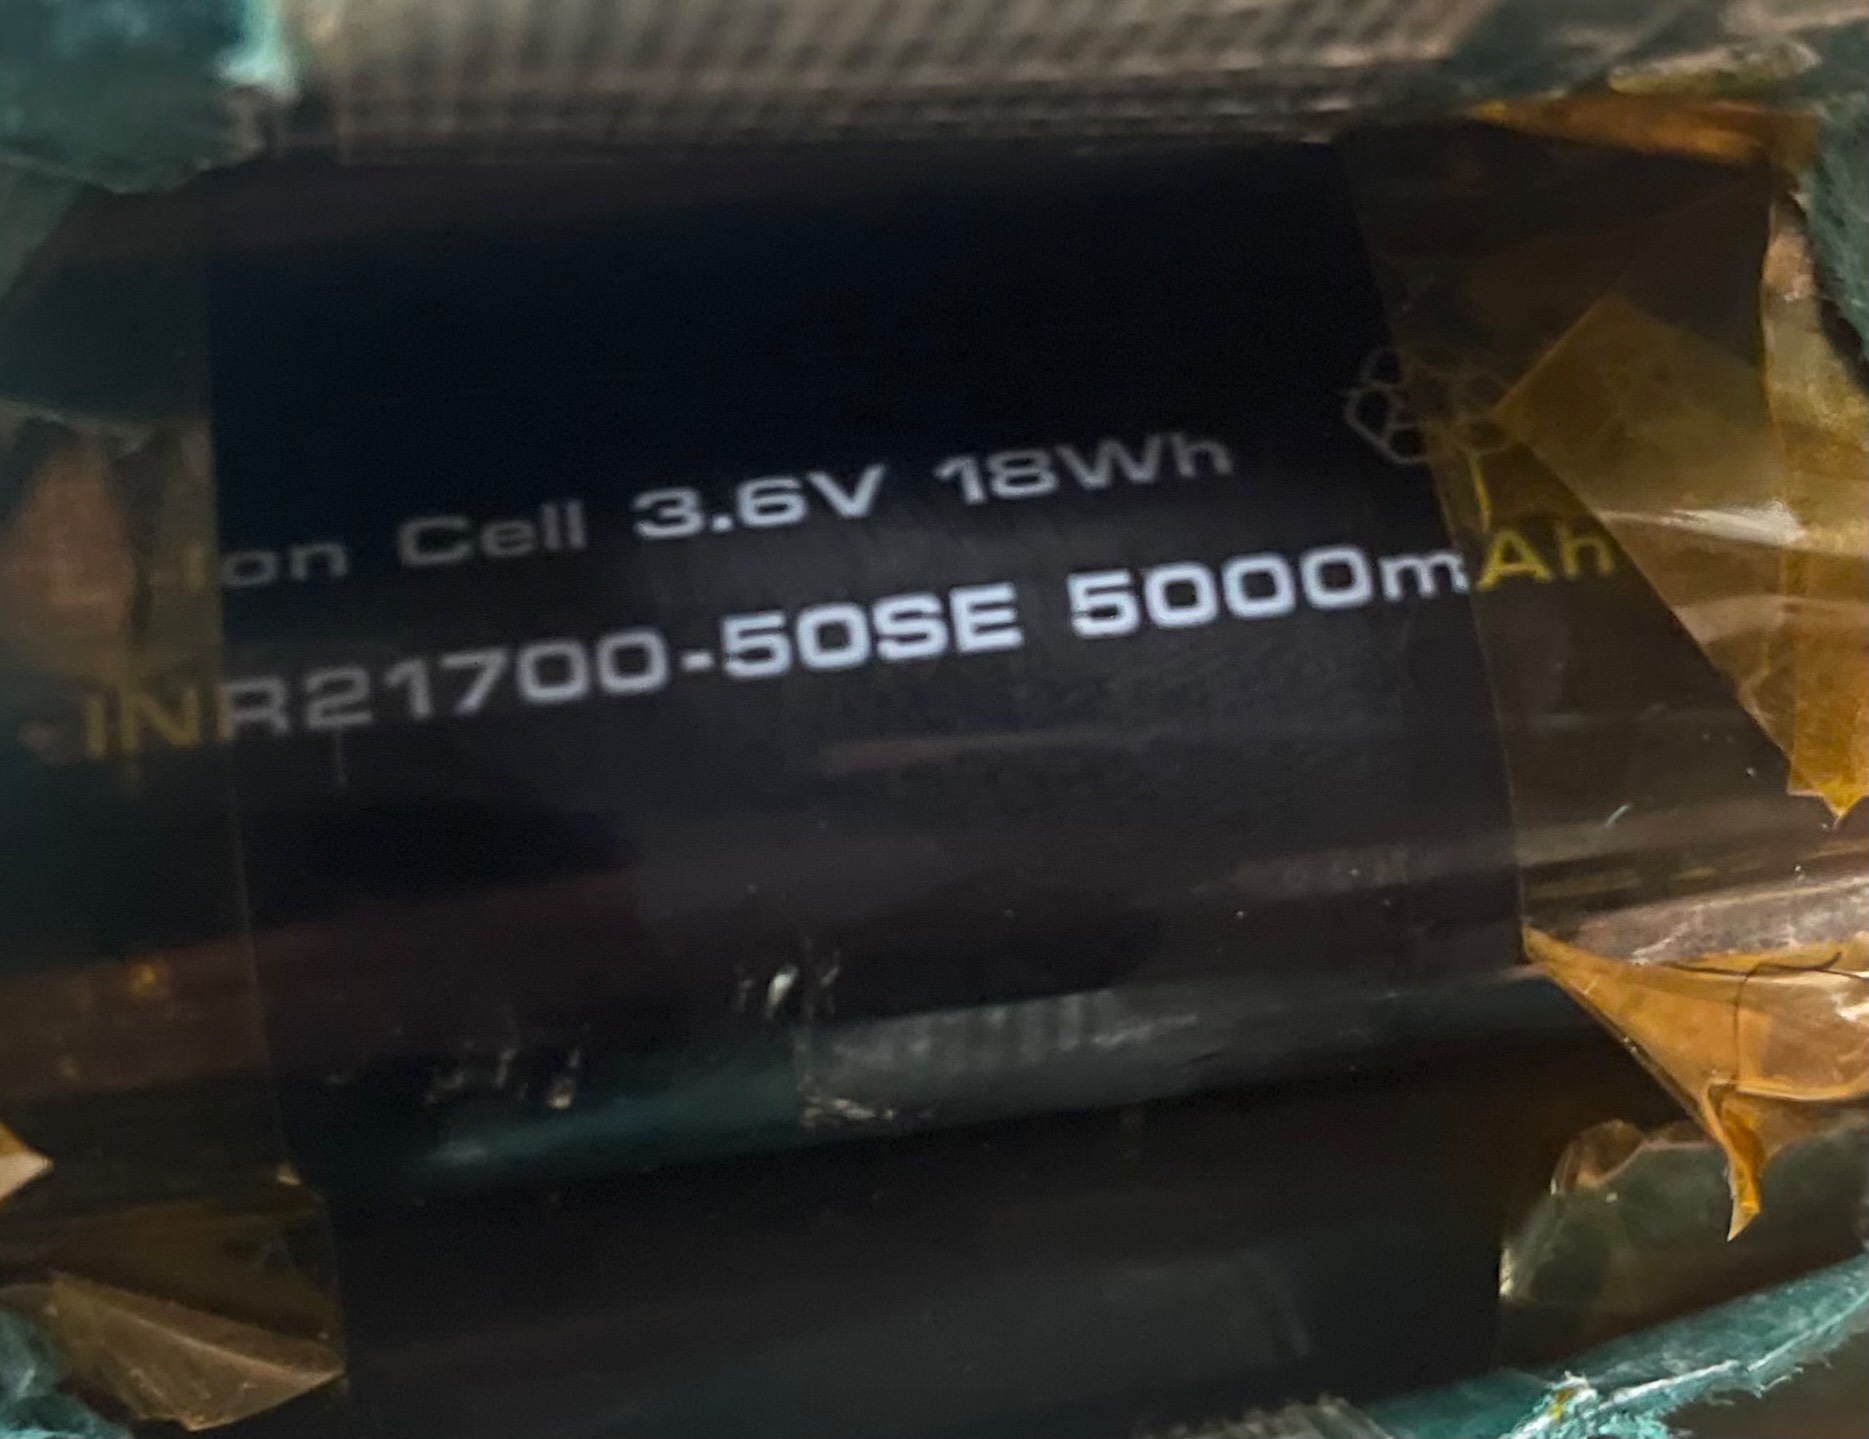 -Ion Cell 3.6V 18Wh
INR21700-50SE 5000mAh